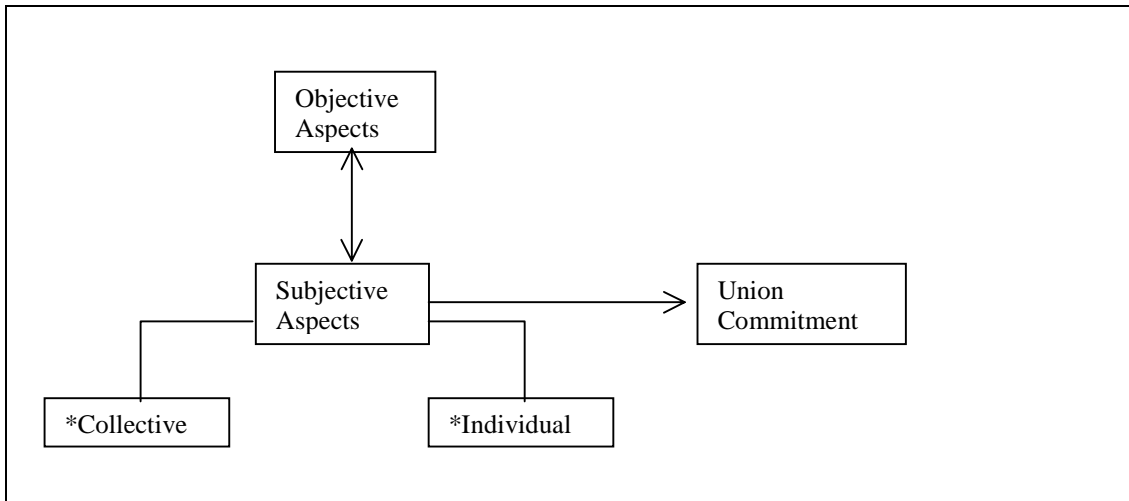 Objective
Aspects
Subjective
Aspects
Union
Commitment
*Collective
*Individual